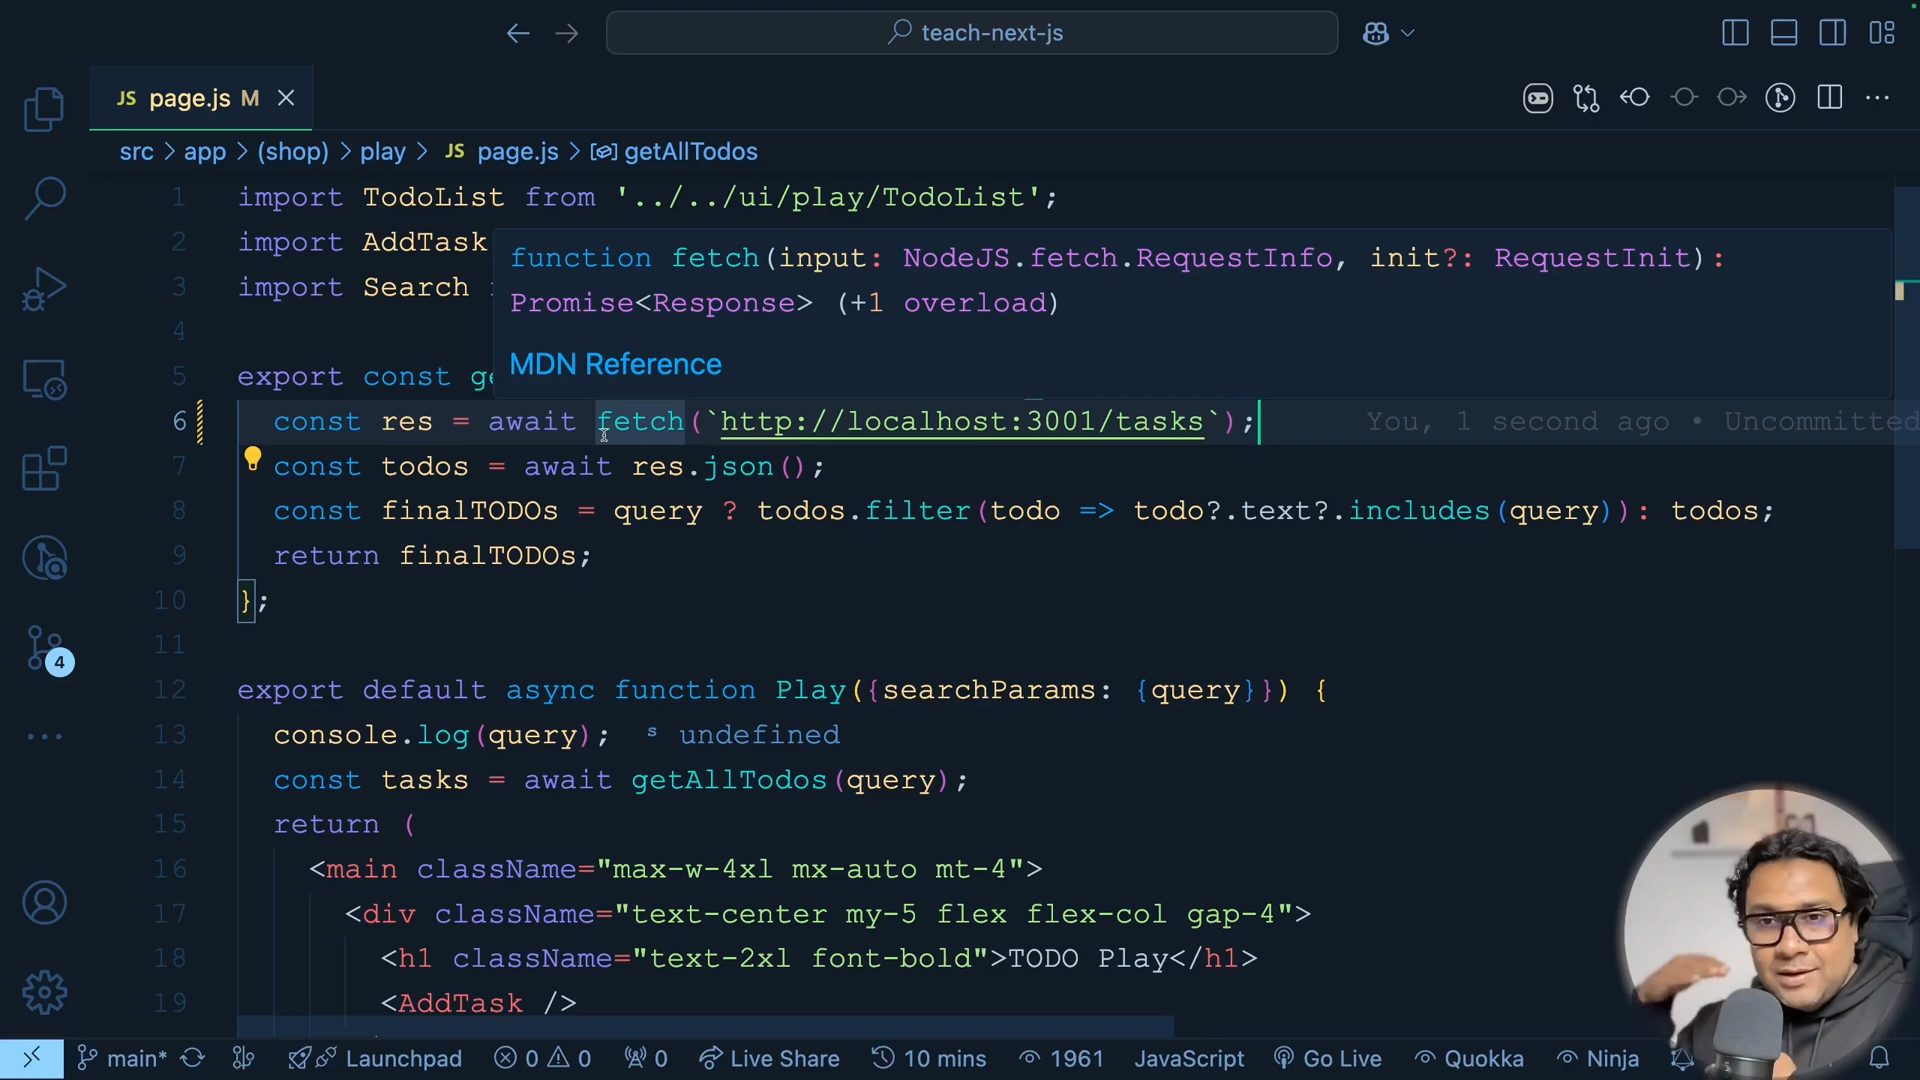 teach-next-js
JS page.js M
src > app > (shop) > play > JS page.js > getAllTodos
1 import TodoList from '../../ui/play/TodoList';
2 import AddTask
3 import Search
function fetch(input: NodeJS.fetch.RequestInfo, init?: RequestInit):
Promise<Response> (+1 overload)
MDN Reference
4
5 export const ge
6 const res = await fetch(`http://localhost:3001/tasks`); You, 1 second ago • Uncommitted
7 const todos = await res.json();
8 const finalTODOs = query ? todos.filter(todo => todo?.text?.includes(query)): todos;
9 return finalTODOs;
10 };
11
12 export default async function Play({searchParams: {query}}) {
13 console.log(query); s undefined
14 const tasks = await getAllTodos(query);
15 return (
16 <main className="max-w-4xl mx-auto mt-4">
17 <div className="text-center my-5 flex flex-col gap-4">
18 <h1 className="text-2xl font-bold">TODO Play</h1>
19 <AddTask />
4
main* Launchpad 0 0 0 Live Share 10 mins 1961 JavaScript Go Live Quokka Ninja